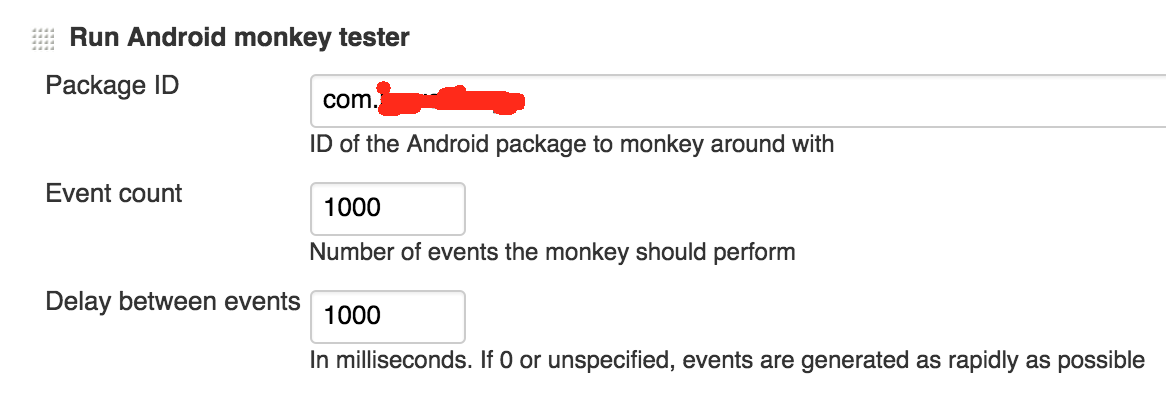 Run Android monkey tester
Package ID
com.
ID of the Android package to monkey around with
Event count
1000
Number of events the monkey should perform
Delay between events
1000
In milliseconds. If 0 or unspecified, events are generated as rapidly as possible